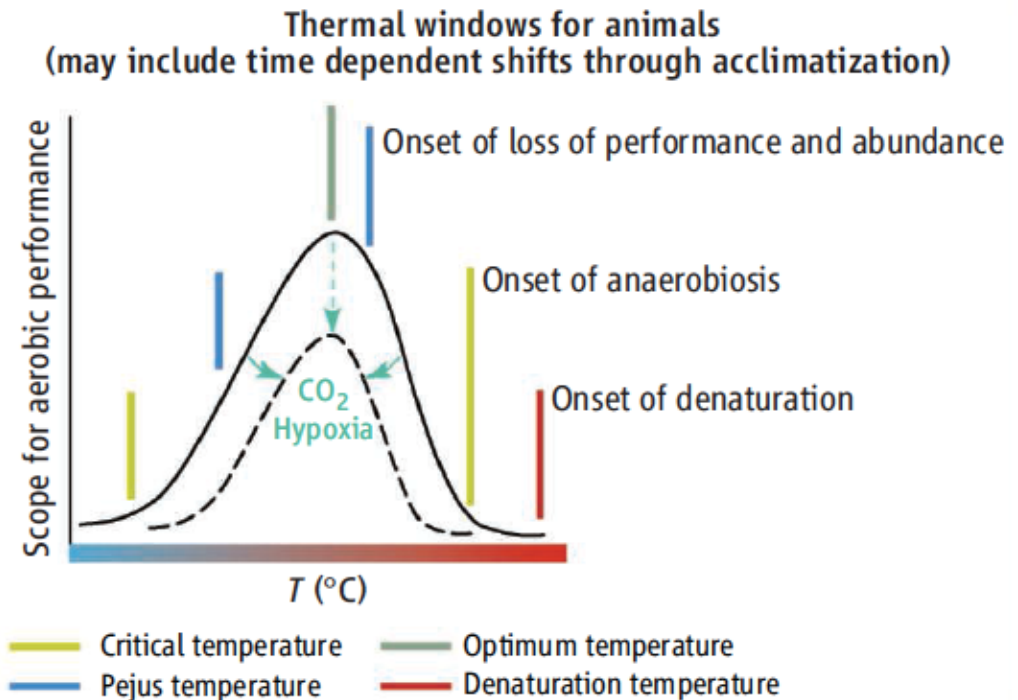 Thermal windows for animals
(may include time dependent shifts through acclimatization)
Scope for aerobic performance
Onset of loss of performance and abundance
Onset of anaerobiosis
Onset of denaturation
CO₂
Hypoxia
T (°C)
Critical temperature
Optimum temperature
Pejus temperature
Denaturation temperature